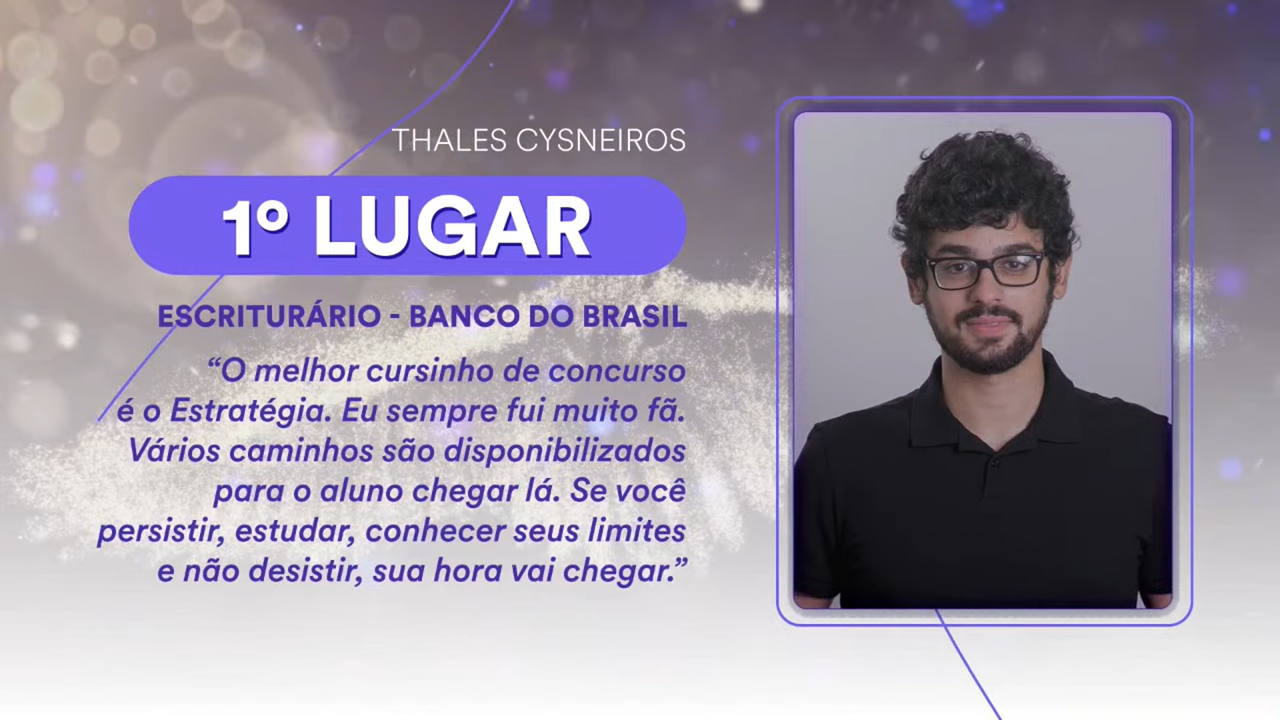 THALES CYSNEIROS
1º LUGAR
ESCRITURÁRIO - BANCO DO BRASIL
“O melhor cursinho de concurso
é o Estratégia. Eu sempre fui muito fã.
Vários caminhos são disponibilizados
para o aluno chegar lá. Se você
persistir, estudar, conhecer seus limites
e não desistir, sua hora vai chegar.”